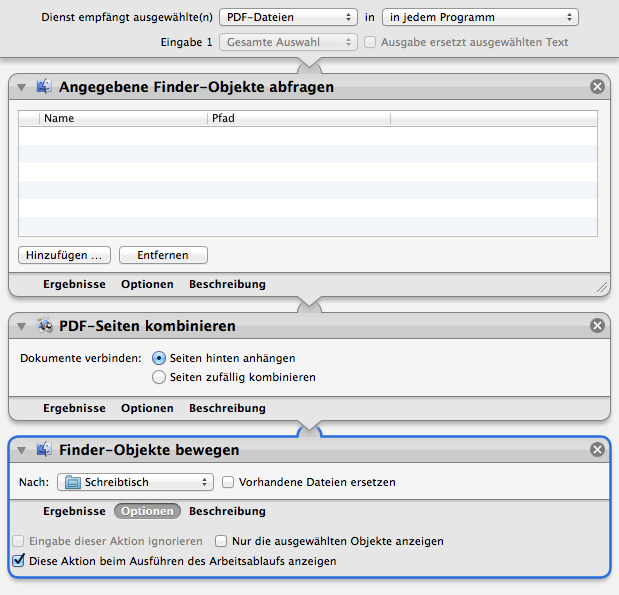 Dienst empfängt ausgewählte(n) PDF-Dateien in in jedem Programm
Eingabe 1 Gesamte Auswahl Ausgabe ersetzt ausgewählten Text
Angegebene Finder-Objekte abfragen
Name Pfad
Hinzufügen ... Entfernen
Ergebnisse Optionen Beschreibung
PDF-Seiten kombinieren
Dokumente verbinden: Seiten hinten anhängen
Seiten zufällig kombinieren
Ergebnisse Optionen Beschreibung
Finder-Objekte bewegen
Nach: Schreibtisch Vorhandene Dateien ersetzen
Ergebnisse Optionen Beschreibung
Eingabe dieser Aktion ignorieren Nur die ausgewählten Objekte anzeigen
Diese Aktion beim Ausführen des Arbeitsablaufs anzeigen